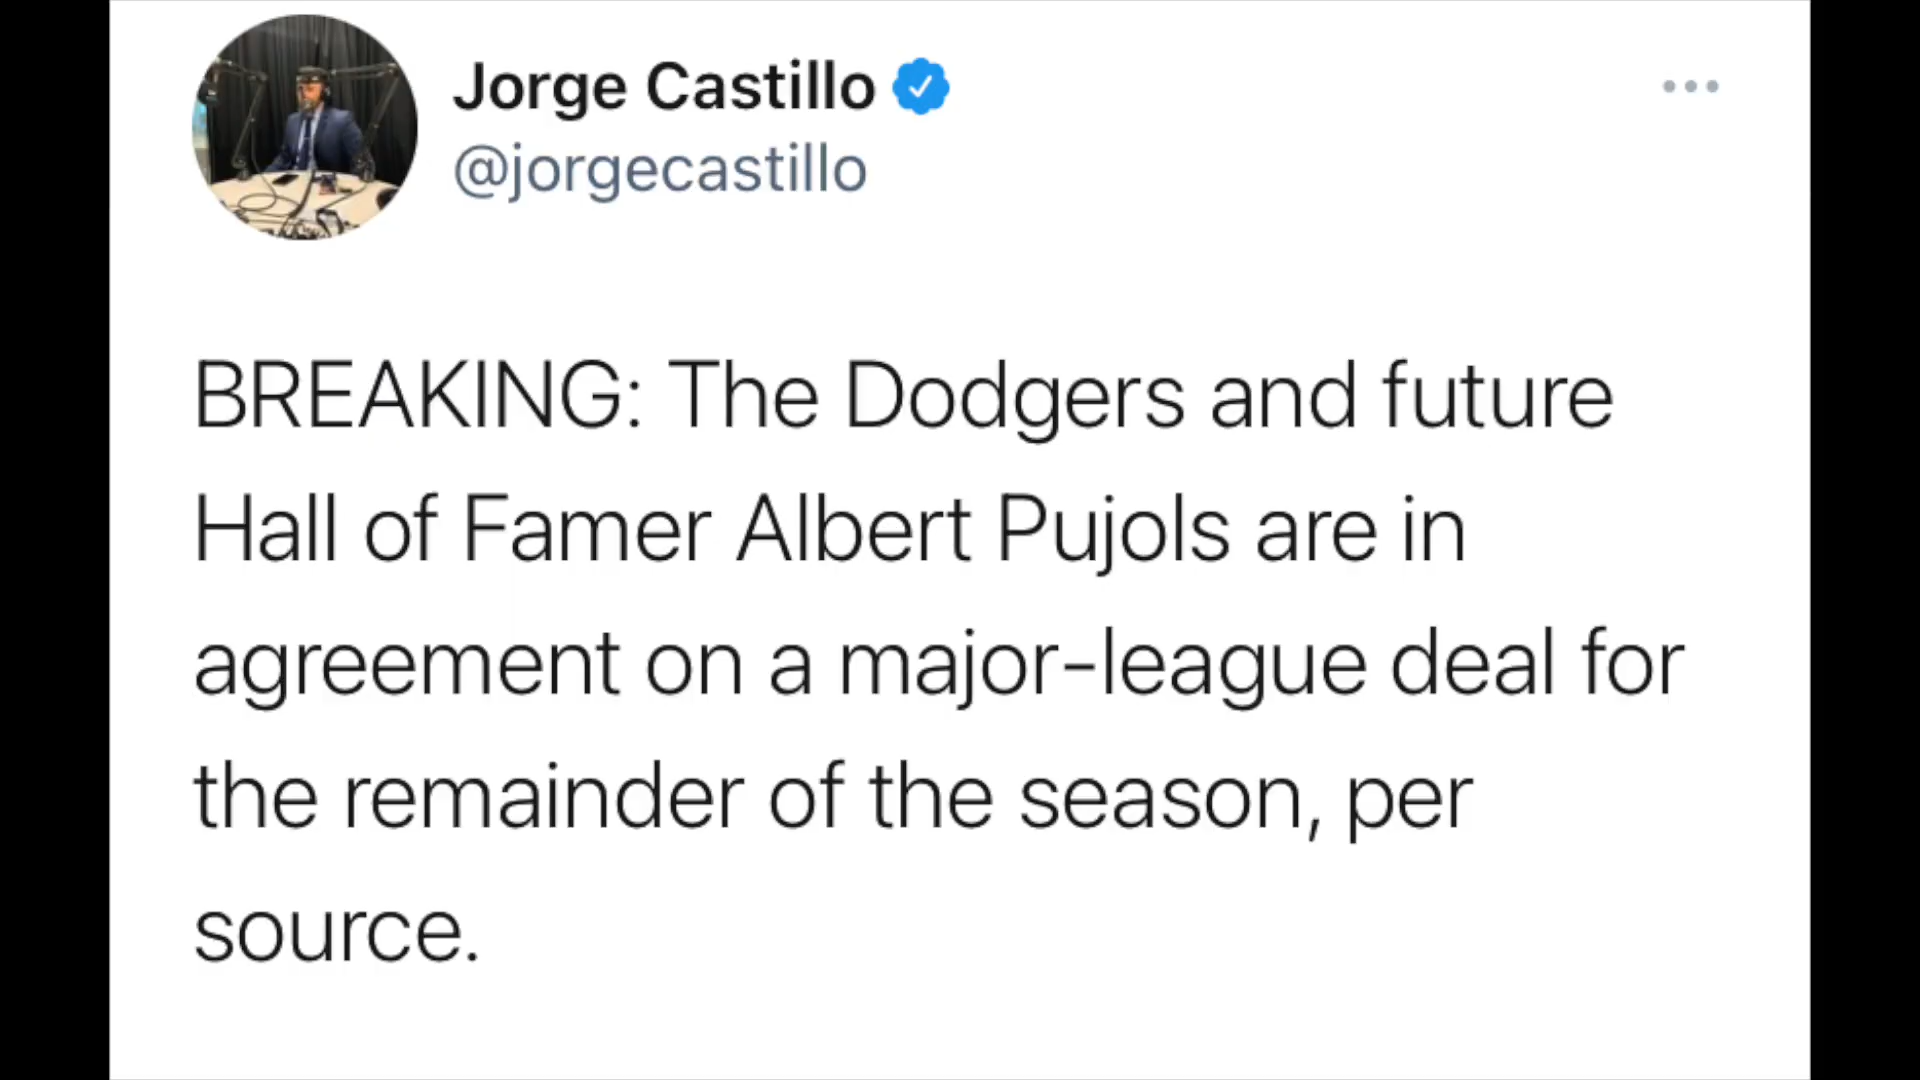 Jorge Castillo
@jorgecastillo
BREAKING: The Dodgers and future
Hall of Famer Albert Pujols are in
agreement on a major-league deal for
the remainder of the season, per
source.